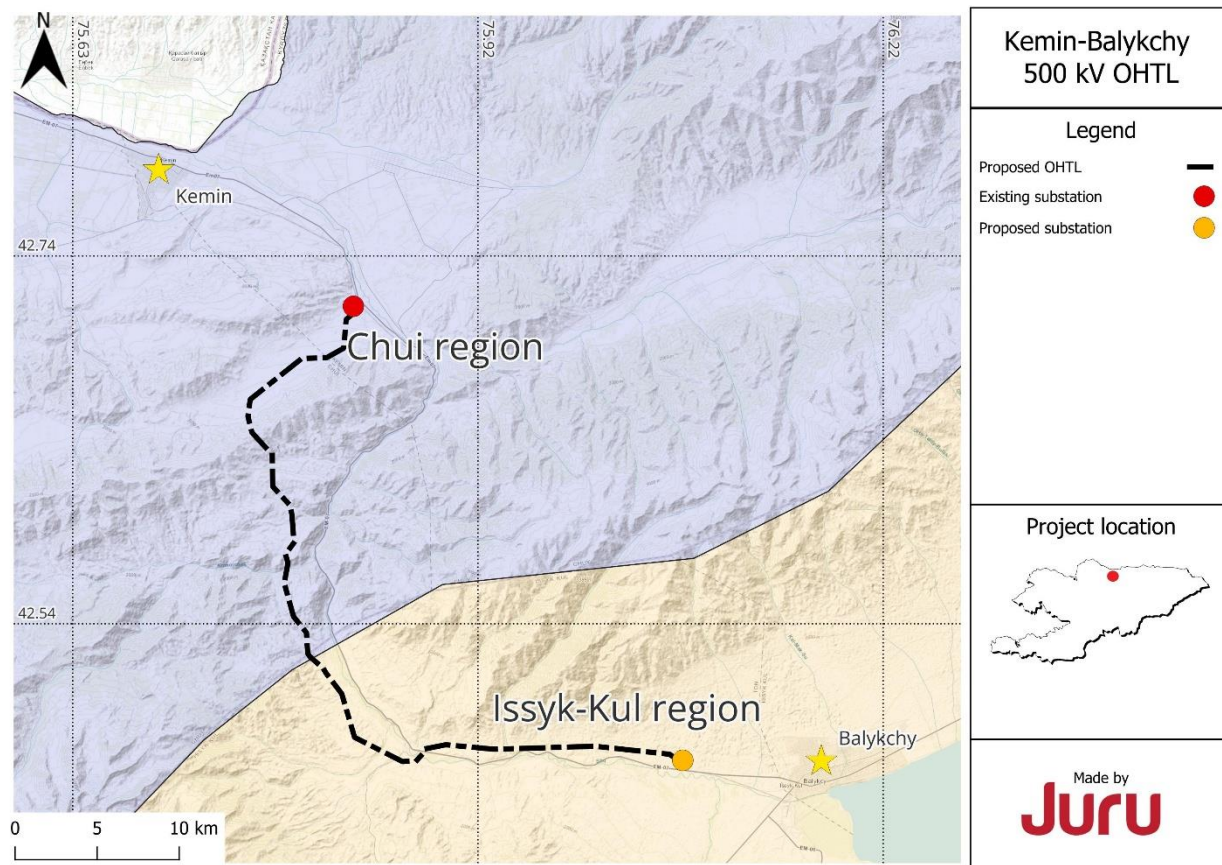 N
75.63
75.92
76.22
Kemin-Balykchy
500 kV OHTL
Legend
Proposed OHTL
Existing substation
Proposed substation
Kemin
42.74
Chui region
42.54
Issyk-Kul region
Balykchy
Project location
0 5 10 km
Made by
Juru